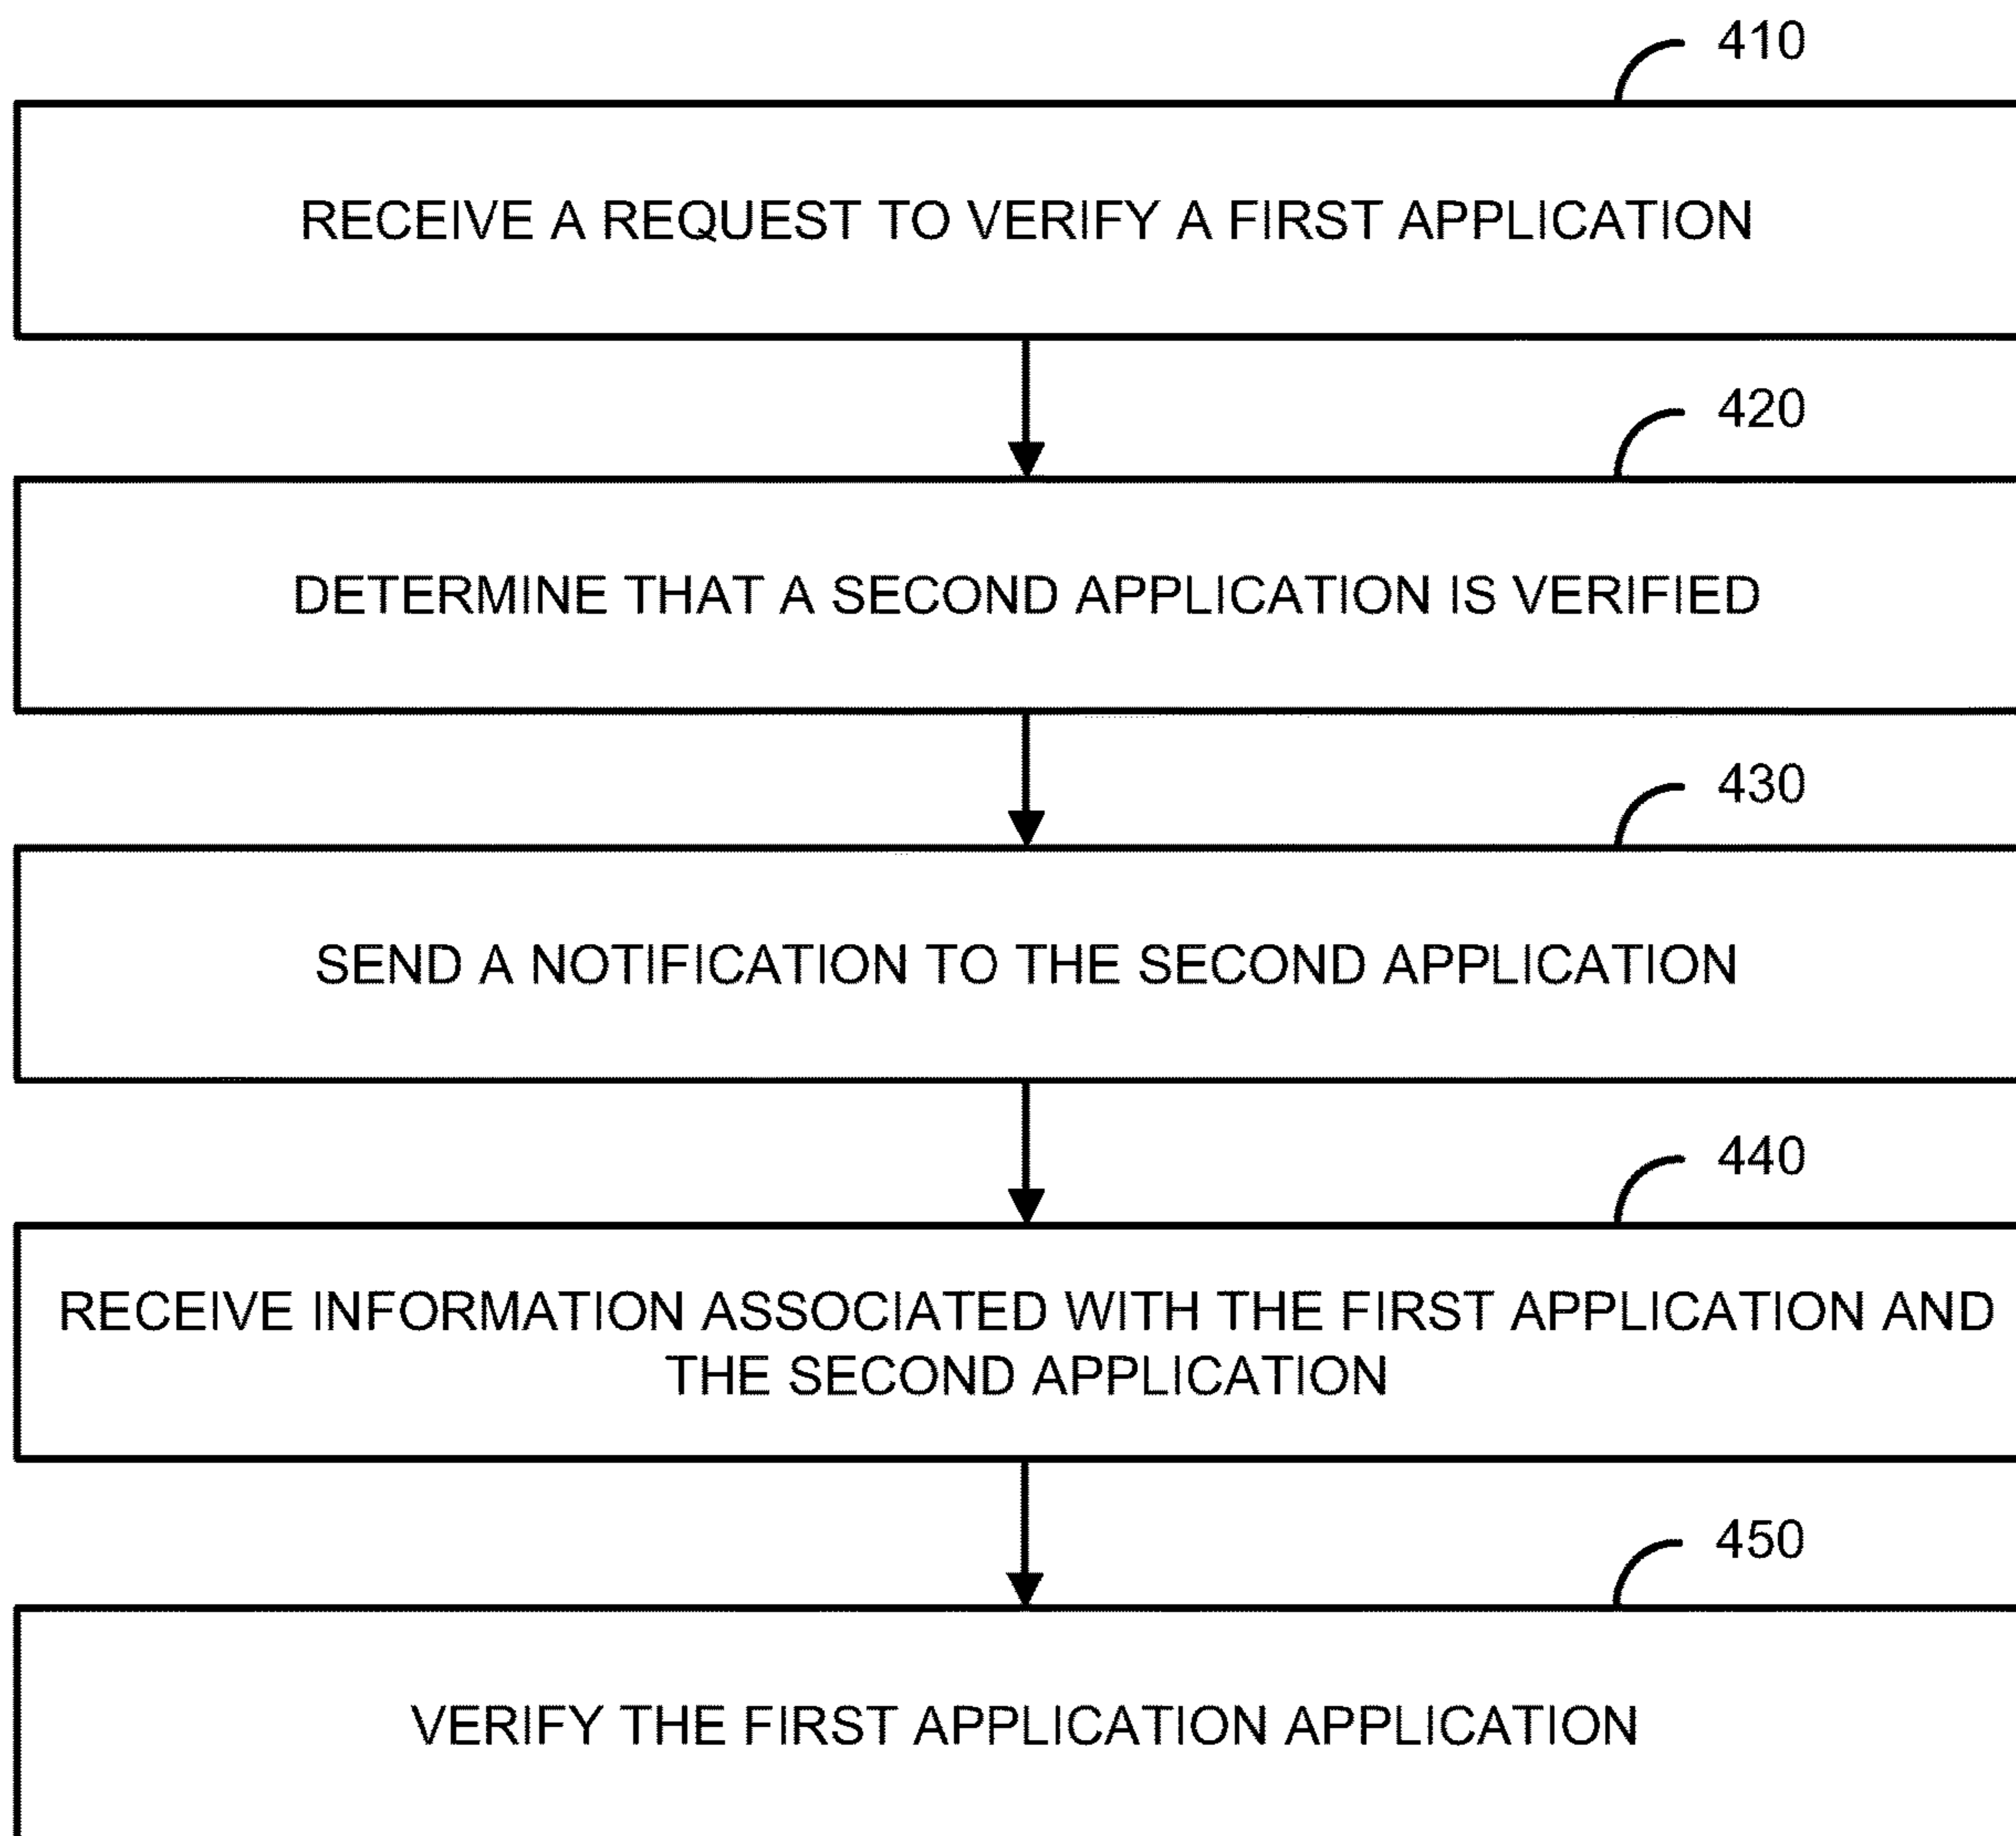 410
RECEIVE A REQUEST TO VERIFY A FIRST APPLICATION
420
DETERMINE THAT A SECOND APPLICATION IS VERIFIED
430
SEND A NOTIFICATION TO THE SECOND APPLICATION
440
RECEIVE INFORMATION ASSOCIATED WITH THE FIRST APPLICATION AND
THE SECOND APPLICATION
450
VERIFY THE FIRST APPLICATION APPLICATION